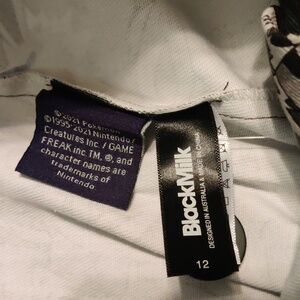 © 2021 Pokémon
©1995-2021 Nintendo/
Creatures Inc. / GAME
FREAK inc. TM, ®, and
character names are
trademarks of
Nintendo
BlackMilk
DESIGNED IN AUSTRALIA & MADE IN
12